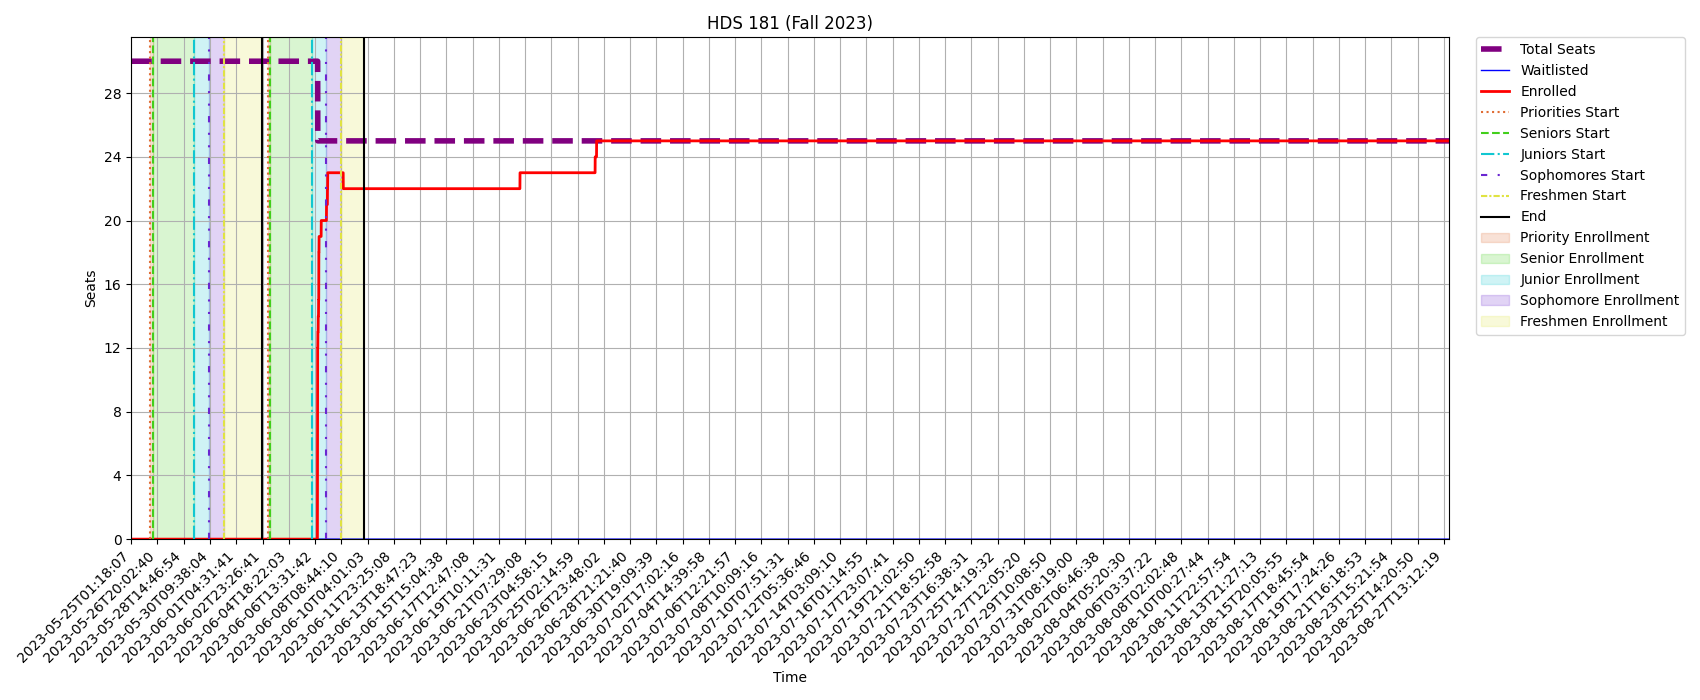 HDS 181 (Fall 2023)
Total Seats
Waitlisted
Enrolled
Priorities Start
Seniors Start
Juniors Start
Sophomores Start
Freshmen Start
End
Priority Enrollment
Senior Enrollment
Junior Enrollment
Sophomore Enrollment
Freshmen Enrollment
Seats
28
24
20
16
12
8
4
0
2023-05-25T01:18:07
2023-05-26T20:02:40
2023-05-28T14:46:54
2023-05-30T09:38:04
2023-06-01T04:31:41
2023-06-02T23:26:41
2023-06-04T18:22:03
2023-06-06T13:31:42
2023-06-08T08:44:10
2023-06-10T04:01:03
2023-06-11T23:25:08
2023-06-13T18:47:23
2023-06-15T15:04:38
2023-06-17T12:47:08
2023-06-19T10:11:31
2023-06-21T07:29:08
2023-06-23T04:58:15
2023-06-25T02:14:59
2023-06-26T23:48:02
2023-06-28T21:21:40
2023-06-30T19:09:39
2023-07-02T17:02:16
2023-07-04T14:39:58
2023-07-06T12:21:57
2023-07-08T10:09:16
2023-07-10T07:51:31
2023-07-12T05:36:46
2023-07-14T03:09:10
2023-07-16T01:14:55
2023-07-17T23:07:41
2023-07-19T21:02:50
2023-07-21T18:52:58
2023-07-23T16:38:31
2023-07-25T14:19:32
2023-07-27T12:05:20
2023-07-29T10:08:50
2023-07-31T08:19:00
2023-08-02T06:46:38
2023-08-04T05:20:30
2023-08-06T03:37:22
2023-08-08T02:02:48
2023-08-10T00:27:44
2023-08-11T22:57:54
2023-08-13T21:27:13
2023-08-15T20:05:55
2023-08-17T18:45:54
2023-08-19T17:24:26
2023-08-21T16:18:53
2023-08-23T15:21:54
2023-08-25T14:20:50
2023-08-27T13:12:19
Time